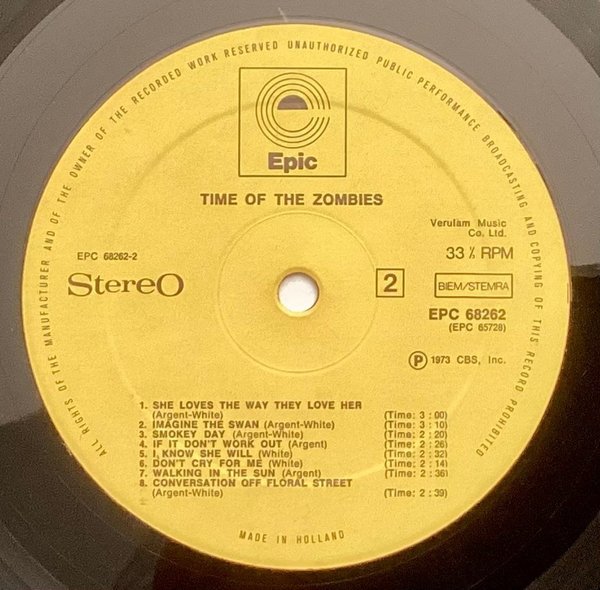 ALL RIGHTS OF THE MANUFACTURER AND OF THE OWNER OF THE RECORDED WORK RESERVED UNAUTHORIZED PUBLIC PERFORMANCE BROADCASTING AND COPYING OF THIS RECORD PROHIBITED
Epic
TIME OF THE ZOMBIES
Verulam Music
Co. Ltd.
EPC 68262-2
33 ⅓ RPM
StereO
2
BIEM/STEMRA
EPC 68262
(EPC 65728)
Ⓟ 1973 CBS, Inc.
1. SHE LOVES THE WAY THEY LOVE HER
(Argent-White) (Time: 3 : 00)
2. IMAGINE THE SWAN (Argent-White) (Time: 3 : 10)
3. SMOKEY DAY (Argent-White) (Time: 2 : 20)
4. IF IT DON'T WORK OUT (Argent) (Time: 2 : 26)
5. I KNOW SHE WILL (White) (Time: 2 : 32)
6. DON'T CRY FOR ME (White) (Time: 2 : 14)
7. WALKING IN THE SUN (Argent) (Time: 2 : 36)
8. CONVERSATION OFF FLORAL STREET
(Argent-White) (Time: 2 : 39)
MADE IN HOLLAND